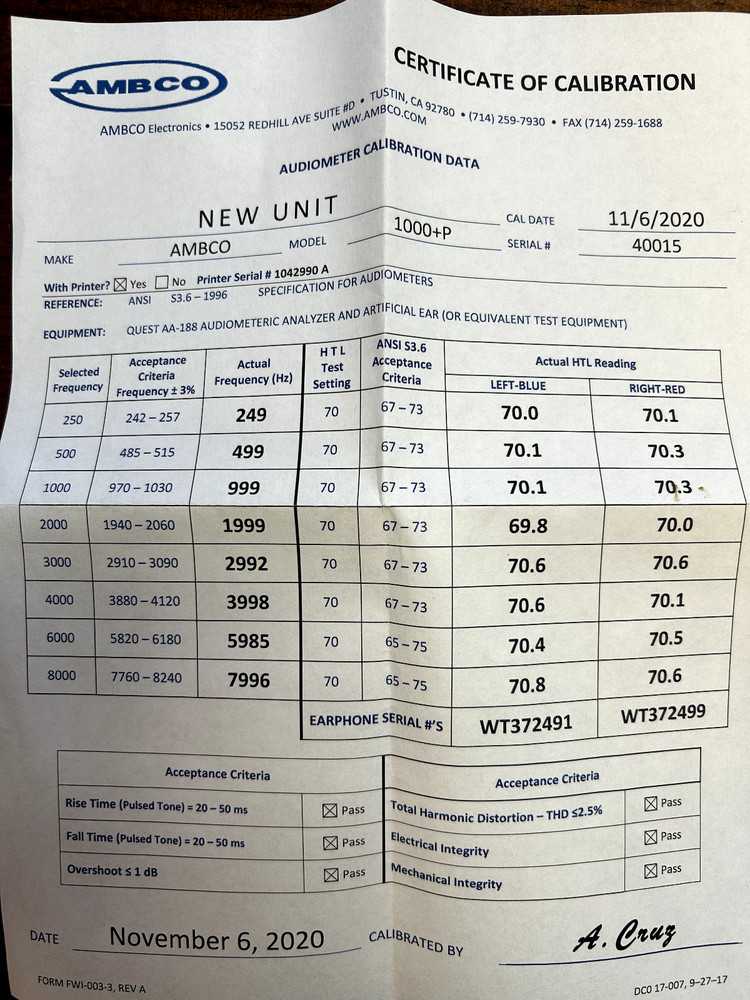 AMBCO
CERTIFICATE OF CALIBRATION
AMBCO Electronics • 15052 REDHILL AVE SUITE #D • TUSTIN, CA 92780 • (714) 259-7930 • FAX (714) 259-1688
WWW.AMBCO.COM
AUDIOMETER CALIBRATION DATA
NEW UNIT
CAL DATE 11/6/2020
MAKE AMBCO MODEL 1000+P SERIAL # 40015
With Printer? ☒ Yes ☐ No Printer Serial # 1042990 A
REFERENCE: ANSI S3.6 – 1996 SPECIFICATION FOR AUDIOMETERS
EQUIPMENT: QUEST AA-188 AUDIOMETERIC ANALYZER AND ARTIFICIAL EAR (OR EQUIVALENT TEST EQUIPMENT)
Selected Frequency Acceptance Criteria Frequency ± 3% Actual Frequency (Hz) HTL Test Setting ANSI S3.6 Acceptance Criteria Actual HTL Reading
LEFT-BLUE RIGHT-RED
250 242 – 257 249 70 67 – 73 70.0 70.1
500 485 – 515 499 70 67 – 73 70.1 70.3
1000 970 – 1030 999 70 67 – 73 70.1 70.3
2000 1940 – 2060 1999 70 67 – 73 69.8 70.0
3000 2910 – 3090 2992 70 67 – 73 70.6 70.6
4000 3880 – 4120 3998 70 67 – 73 70.6 70.1
6000 5820 – 6180 5985 70 65 – 75 70.4 70.5
8000 7760 – 8240 7996 70 65 – 75 70.8 70.6
EARPHONE SERIAL #'S WT372491 WT372499
Acceptance Criteria Acceptance Criteria
Rise Time (Pulsed Tone) = 20 – 50 ms ☒ Pass Total Harmonic Distortion – THD ≤2.5% ☒ Pass
Fall Time (Pulsed Tone) = 20 – 50 ms ☒ Pass Electrical Integrity ☒ Pass
Overshoot ≤ 1 dB ☒ Pass Mechanical Integrity ☒ Pass
DATE November 6, 2020 CALIBRATED BY A. Cruz
FORM FWI-003-3, REV A DC0 17-007, 9–27–17